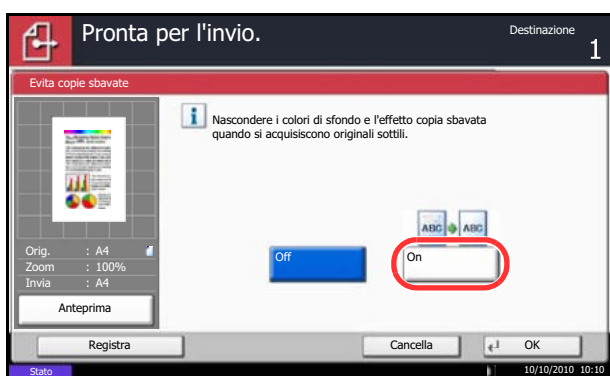 Pronta per l'invio.
Destinazione
1
Evita copie sbavate
Nascondere i colori di sfondo e l'effetto copia sbavata
quando si acquisiscono originali sottili.
ABC ABC
Off
On
Orig. : A4
Zoom : 100%
Invia : A4
Anteprima
Registra
Cancella
OK
Stato
10/10/2010 10:10